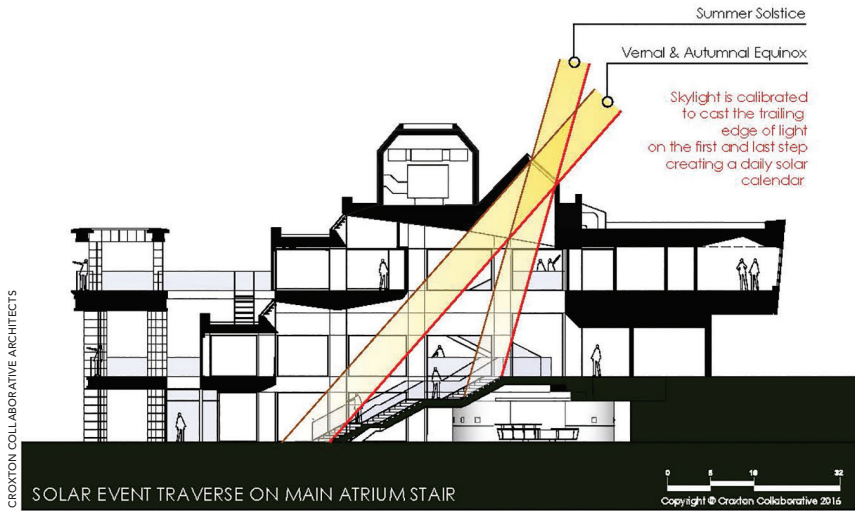 Summer Solstice
Vernal & Autumnal Equinox
Skylight is calibrated
to cast the trailing
edge of light
on the first and last step
creating a daily solar
calendar
CROXTON COLLABORATIVE ARCHITECTS
SOLAR EVENT TRAVERSE ON MAIN ATRIUM STAIR
0 32
Copyright © Croxton Collaborative 2016